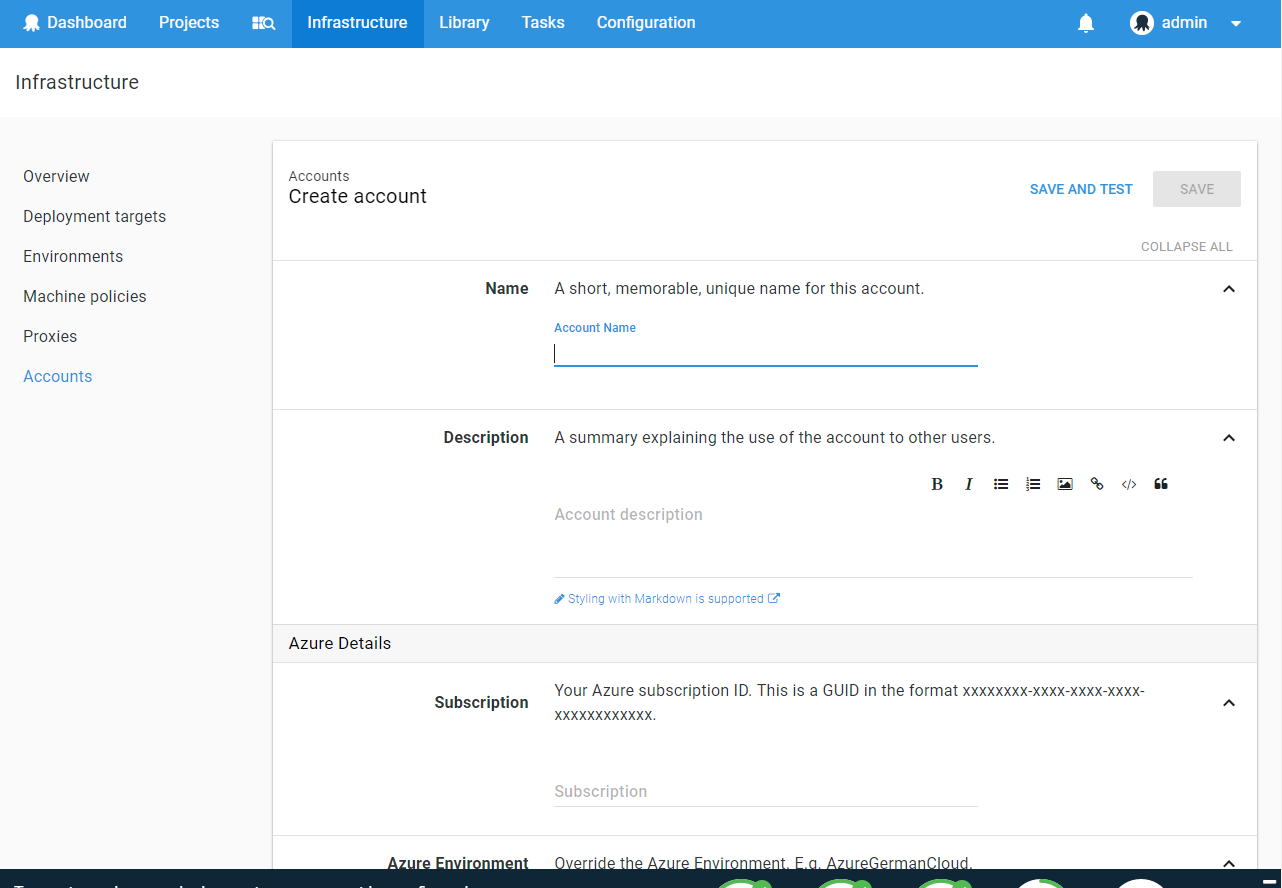 Dashboard Projects Infrastructure Library Tasks Configuration admin
Infrastructure
Overview
Deployment targets
Environments
Machine policies
Proxies
Accounts
Accounts
Create account
SAVE AND TEST SAVE
COLLAPSE ALL
Name A short, memorable, unique name for this account.
Account Name
Description A summary explaining the use of the account to other users.
B I
Account description
Styling with Markdown is supported
Azure Details
Subscription Your Azure subscription ID. This is a GUID in the format xxxxxxxx-xxxx-xxxx-xxxx-
xxxxxxxxxxxx.
Subscription
Azure Environment Override the Azure Environment. E.g. AzureGermanCloud.